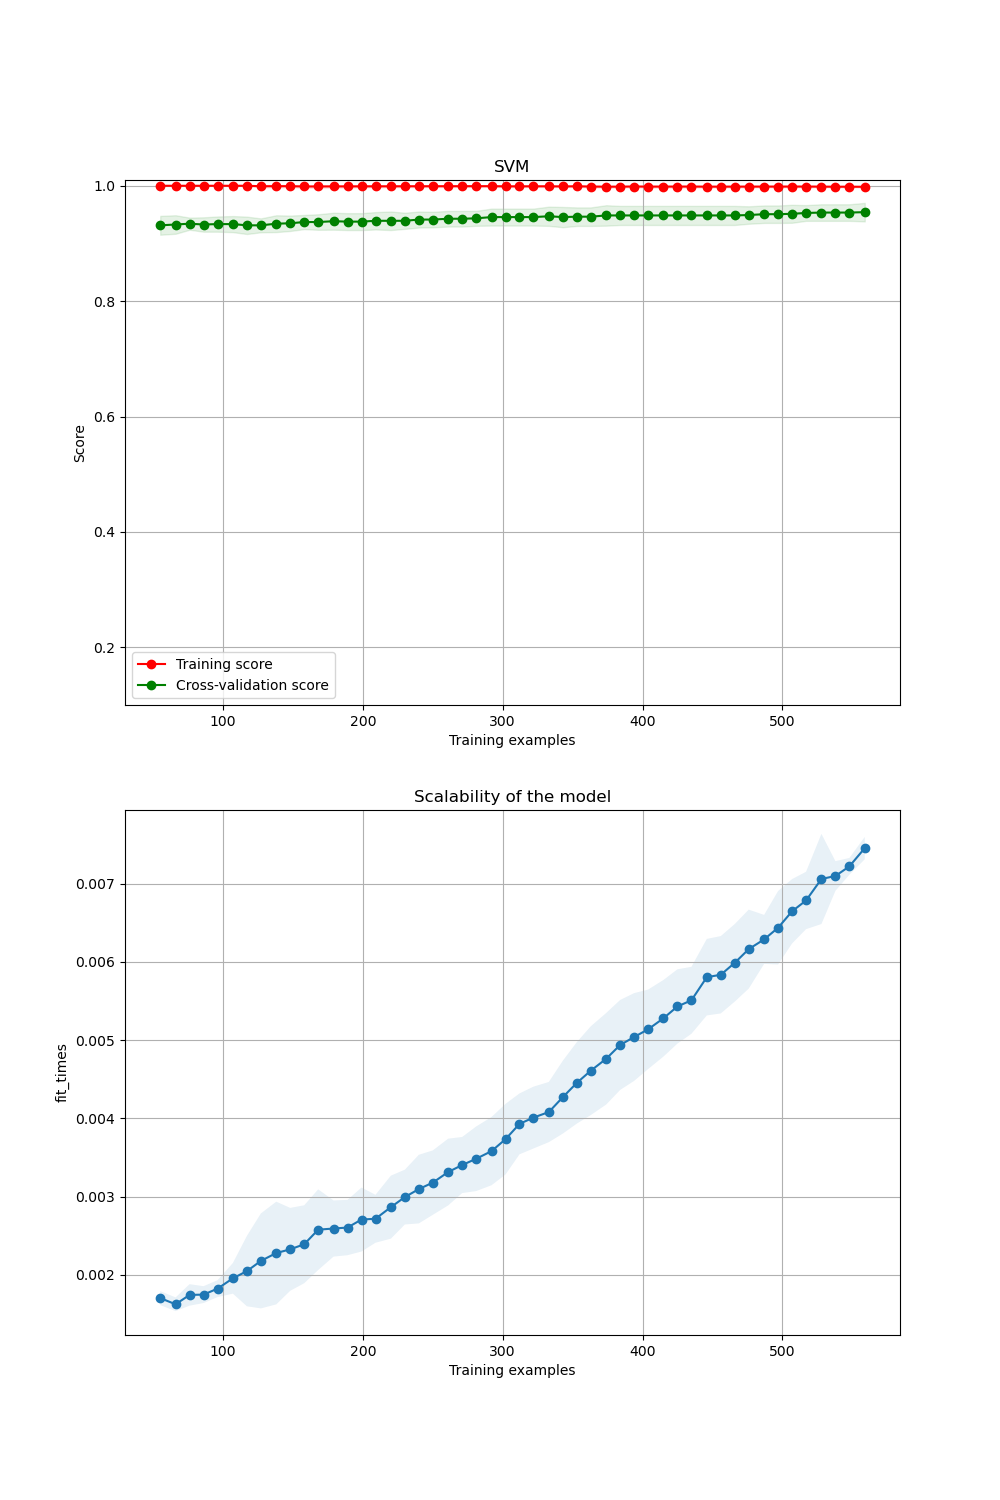 SVM
1.0
0.8
0.6
0.4
0.2
Score
Training score
Cross-validation score
100 200 300 400 500
Training examples
Scalability of the model
0.007
0.006
0.005
0.004
0.003
0.002
fit_times
100 200 300 400 500
Training examples